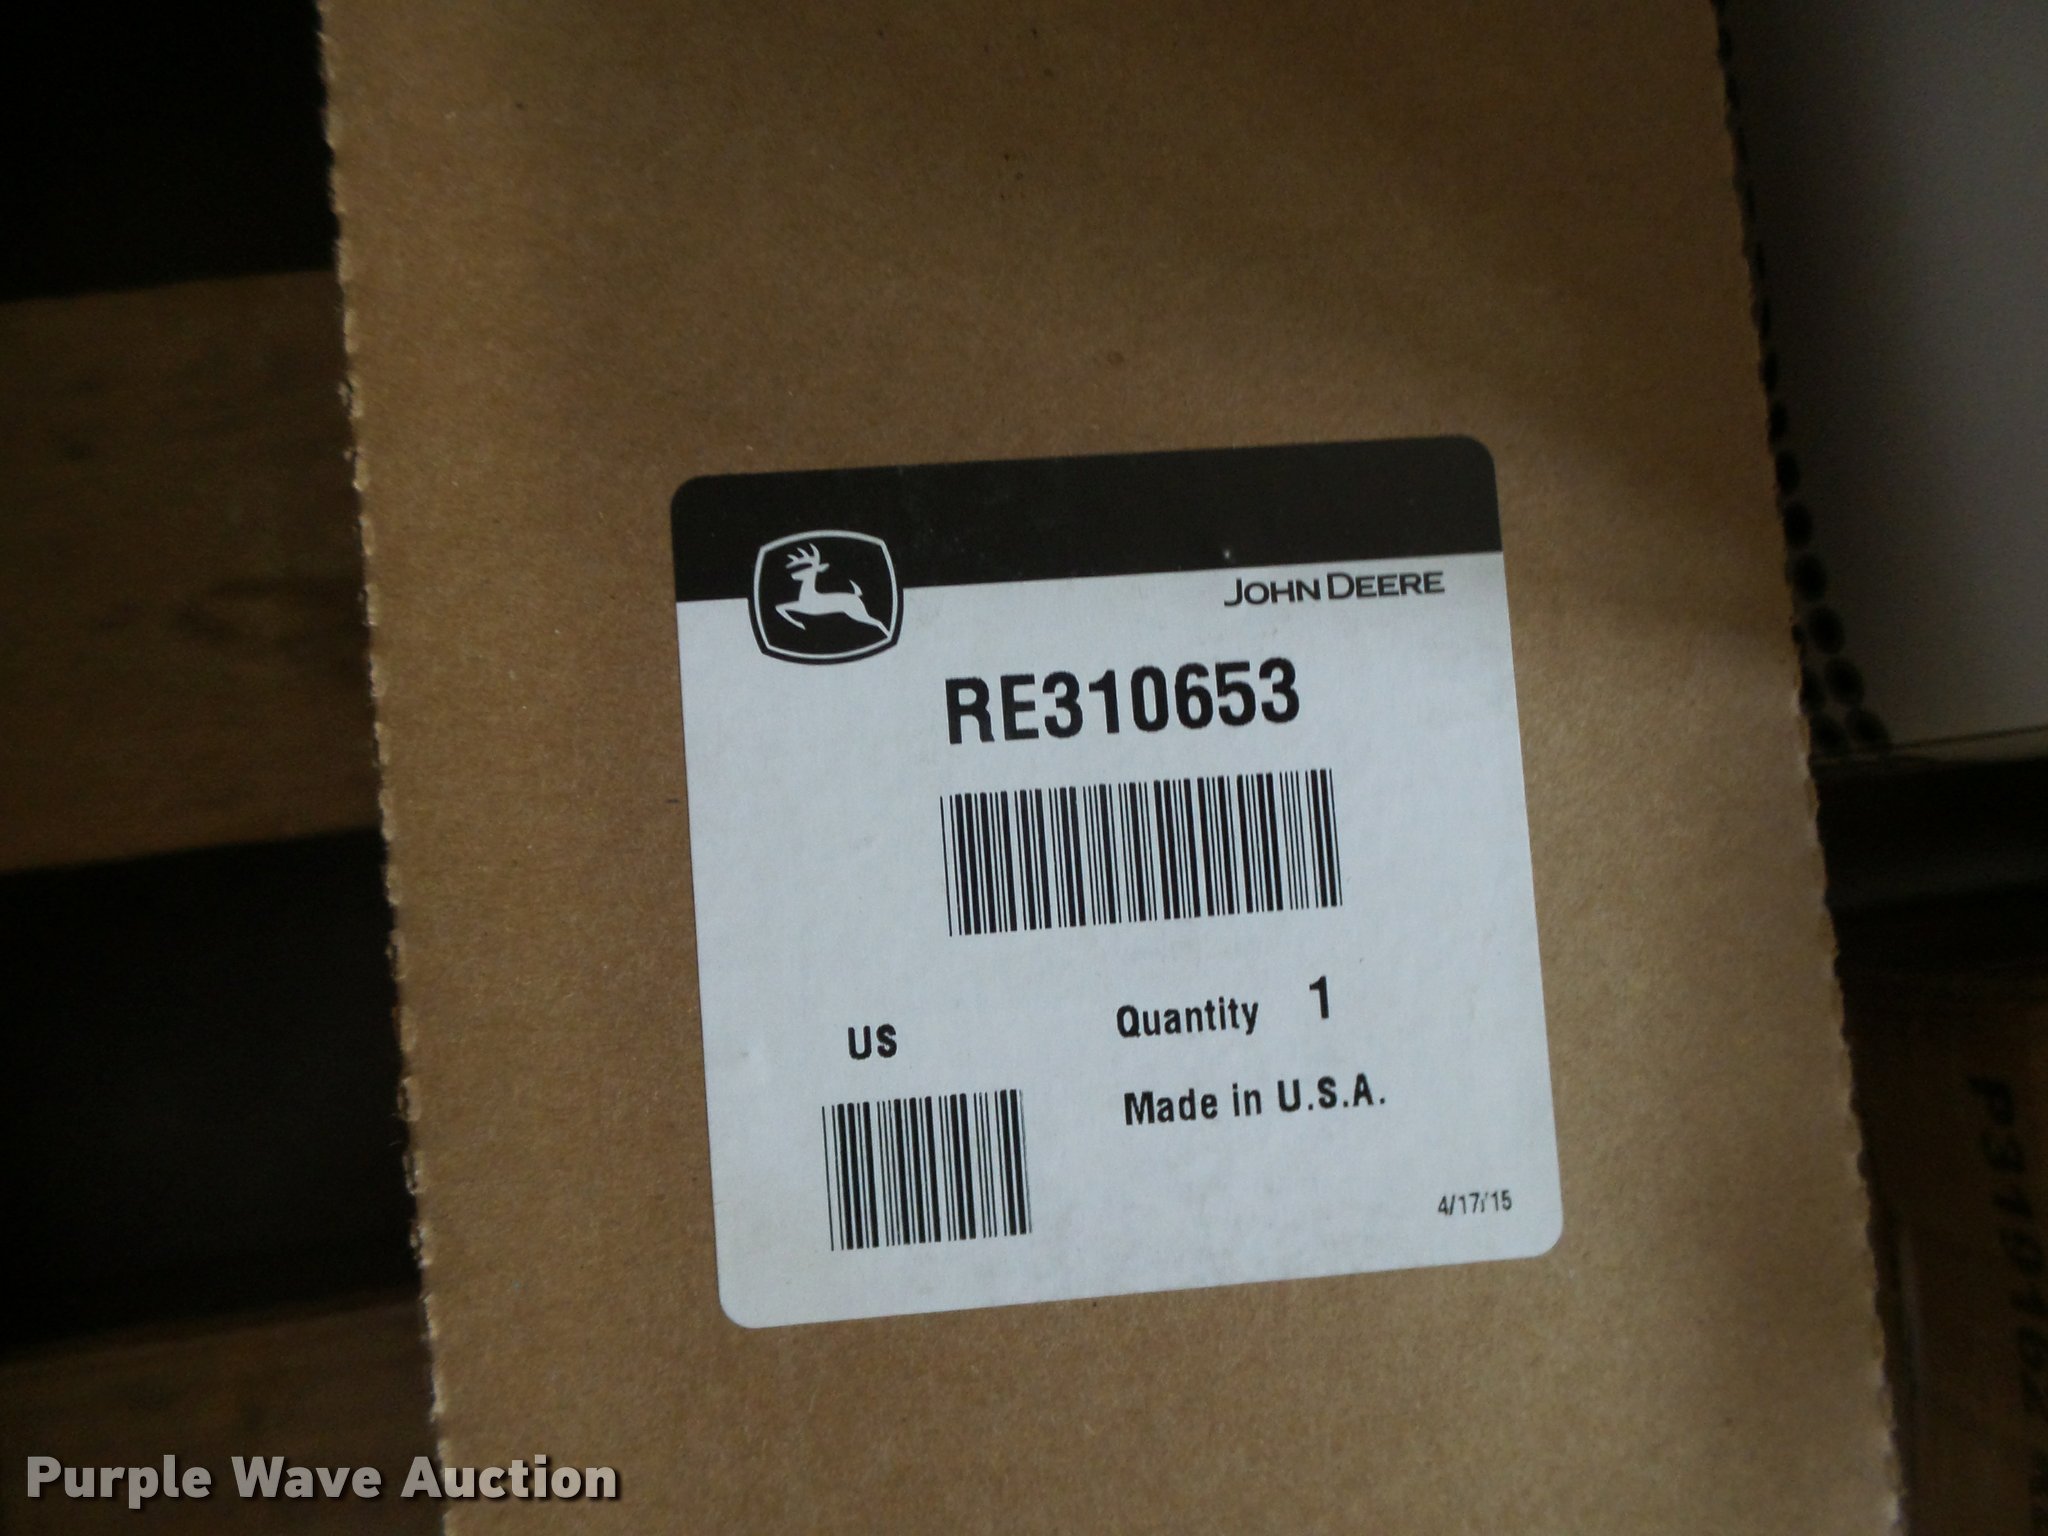 JOHN DEERE
RE310653
Quantity 1
US
Made in U.S.A.
4/17/15
Purple Wave Auction